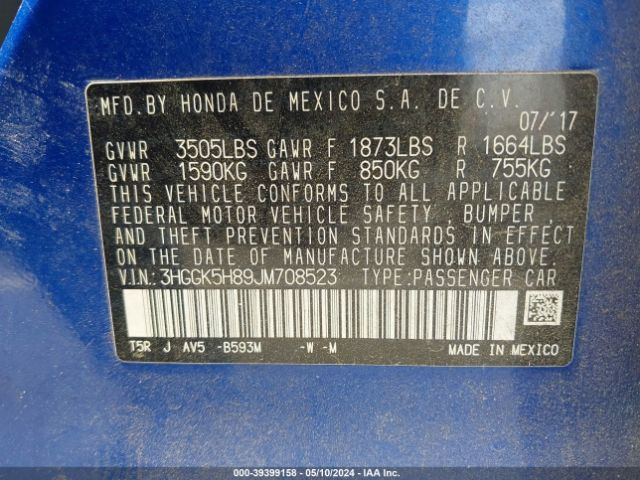 MFD.BY HONDA DE MEXICO S.A. DE C.V.
07/'17
GVWR 3505LBS GAWR F 1873LBS R 1664LBS
GVWR 1590KG GAWR F 850KG R 755KG
THIS VEHICLE CONFORMS TO ALL APPLICABLE
FEDERAL MOTOR VEHICLE SAFETY , BUMPER ,
AND THEFT PREVENTION STANDARDS IN EFFECT
ON THE DATE OF MANUFACTURE SHOWN ABOVE.
V.I.N.:3HGGK5H89JM708523 TYPE:PASSENGER CAR
T5R J AV5 -B593M -W -M MADE IN MEXICO
000-39399158 - 05/10/2024 - IAA Inc.